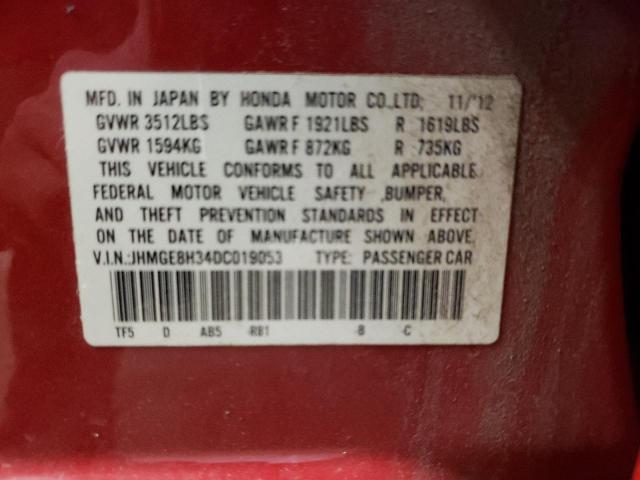 MFD. IN JAPAN BY HONDA MOTOR CO.,LTD; 11/'12
GVWR 3512LBS GAWR F 1921LBS R 1619LBS
GVWR 1594KG GAWR F 872KG R 735KG
THIS VEHICLE CONFORMS TO ALL APPLICABLE
FEDERAL MOTOR VEHICLE SAFETY ,BUMPER,
AND THEFT PREVENTION STANDARDS IN EFFECT
ON THE DATE OF MANUFACTURE SHOWN ABOVE.
V.I.N.:JHMGE8H34DC019053 TYPE: PASSENGER CAR
TF5 D AB5 -RB1 -B -C